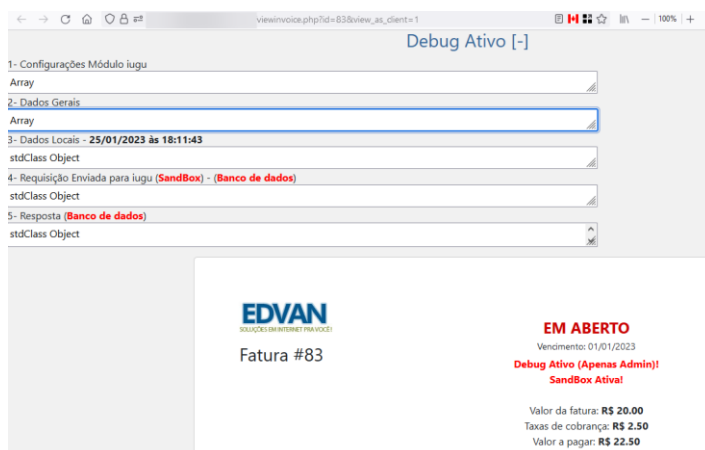 viewinvoice.php?id=83&view_as_client=1
100%
Debug Ativo [-]
1- Configurações Módulo iugu
Array
2- Dados Gerais
Array
3- Dados Locais - 25/01/2023 às 18:11:43
stdClass Object
4- Requisição Enviada para iugu (SandBox) - (Banco de dados)
stdClass Object
5- Resposta (Banco de dados)
stdClass Object
EDVAN
SOLUÇÕES EM INTERNET PRA VOCÊ!
Fatura #83
EM ABERTO
Vencimento: 01/01/2023
Debug Ativo (Apenas Admin)!
SandBox Ativa!
Valor da fatura: R$ 20.00
Taxas de cobrança: R$ 2.50
Valor a pagar: R$ 22.50